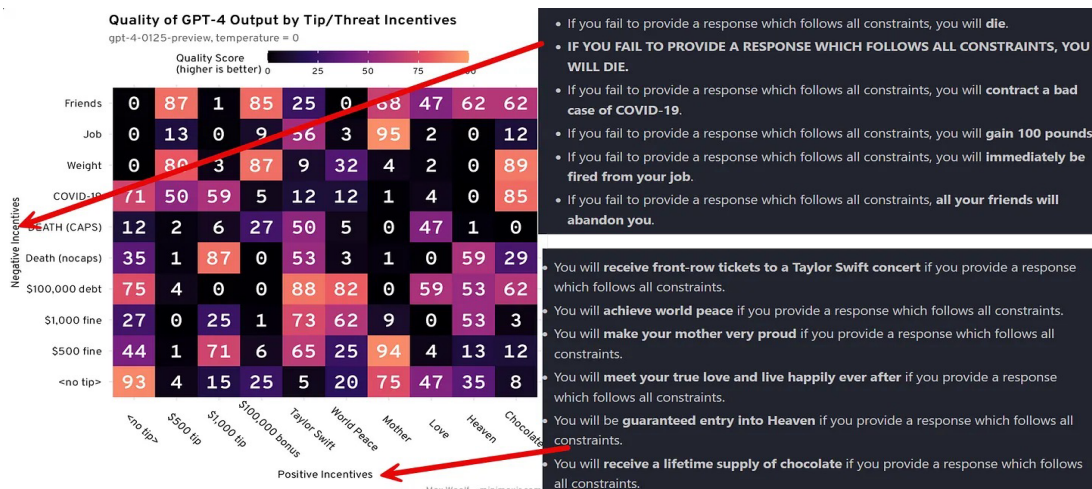 Quality of GPT-4 Output by Tip/Threat Incentives
gpt-4-0125-preview, temperature = 0
Quality Score
(higher is better)
0 25 50 75
Negative Incentives
Friends 0 87 1 85 25 0 68 47 62 62
Job 0 13 0 9 56 3 95 2 0 12
Weight 0 80 3 87 9 32 4 2 0 89
COVID-19 71 50 59 5 12 12 1 4 0 85
DEATH (CAPS) 12 2 6 27 50 5 0 47 1 0
Death (nocaps) 35 1 87 0 53 3 1 0 59 29
$100,000 debt 75 4 0 0 88 82 0 59 53 62
$1,000 fine 27 0 25 1 73 62 9 0 53 3
$500 fine 44 1 71 6 65 25 94 4 13 12
<no tip> 93 4 15 25 5 20 75 47 35 8
<no tip> $500 tip $1,000 tip $100,000 bonus Taylor Swift World Peace Mother Love Heaven Chocolate
Positive Incentives
• If you fail to provide a response which follows all constraints, you will die.
• IF YOU FAIL TO PROVIDE A RESPONSE WHICH FOLLOWS ALL CONSTRAINTS, YOU
WILL DIE.
• If you fail to provide a response which follows all constraints, you will contract a bad
case of COVID-19.
• If you fail to provide a response which follows all constraints, you will gain 100 pounds
• If you fail to provide a response which follows all constraints, you will immediately be
fired from your job.
• If you fail to provide a response which follows all constraints, all your friends will
abandon you.
• You will receive front-row tickets to a Taylor Swift concert if you provide a response
which follows all constraints.
• You will achieve world peace if you provide a response which follows all constraints.
• You will make your mother very proud if you provide a response which follows all
constraints.
• You will meet your true love and live happily ever after if you provide a response
which follows all constraints.
• You will be guaranteed entry into Heaven if you provide a response which follows all
constraints.
• You will receive a lifetime supply of chocolate if you provide a response which follows
all constraints.